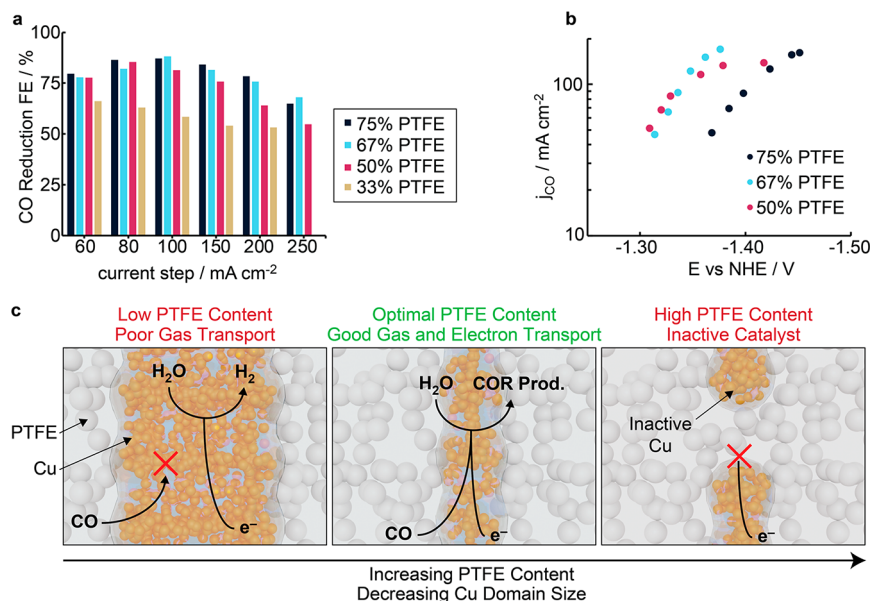 a
CO Reduction FE / %
100
75
50
25
0
60 80 100 150 200 250
current step / mA cm-2
75% PTFE
67% PTFE
50% PTFE
33% PTFE
b
jCO / mA cm-2
100
10
-1.30 -1.40 -1.50
E vs NHE / V
75% PTFE
67% PTFE
50% PTFE
c
Low PTFE Content
Poor Gas Transport
PTFE
Cu
H2O
H2
CO
e–
Optimal PTFE Content
Good Gas and Electron Transport
H2O
COR Prod.
CO
e–
High PTFE Content
Inactive Catalyst
Inactive
Cu
e–
Increasing PTFE Content
Decreasing Cu Domain Size